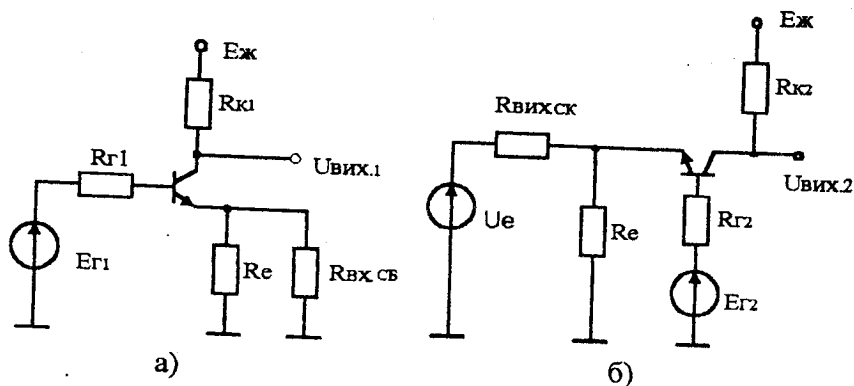 Eж
Rк1
Rг1
Uвих.1
Eг1
Re
Rвх.СБ
а)
Eж
Rк2
Rвих.СК
Uвих.2
Ue
Re
Rг2
Eг2
б)